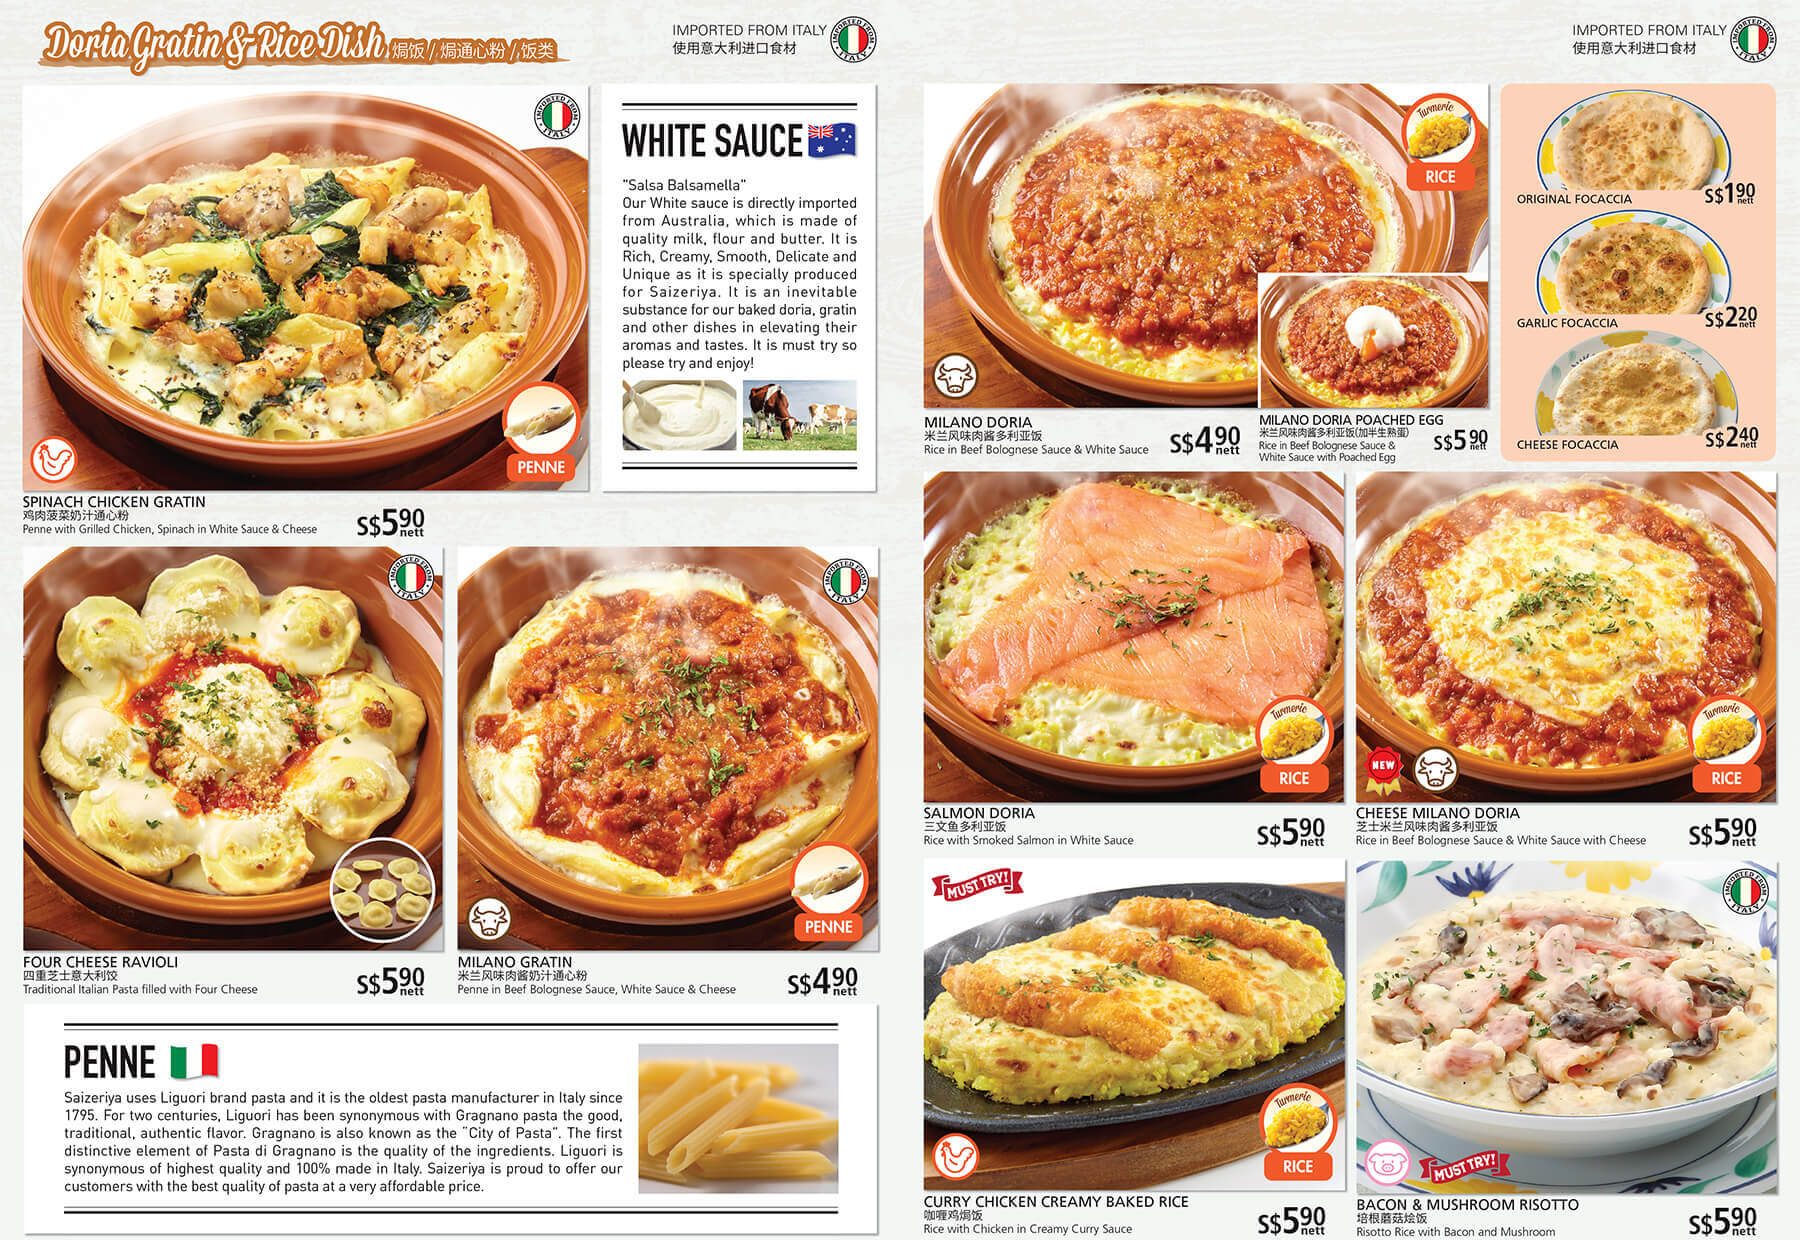 Doria Gratin & Rice Dish 焗饭 / 焗通心粉 / 饭类
IMPORTED FROM ITALY
使用意大利进口食材
IMPORTED FROM ITALY
IMPORTED FROM ITALY
PENNE
SPINACH CHICKEN GRATIN
鸡肉菠菜奶汁通心粉
Penne with Grilled Chicken, Spinach in White Sauce & Cheese
S$5.90 nett
WHITE SAUCE
"Salsa Balsamella"
Our White sauce is directly imported
from Australia, which is made of
quality milk, flour and butter. It is
Rich, Creamy, Smooth, Delicate and
Unique as it is specially produced
for Saizeriya. It is an inevitable
substance for our baked doria, gratin
and other dishes in elevating their
aromas and tastes. It is must try so
please try and enjoy!
IMPORTED FROM ITALY
FOUR CHEESE RAVIOLI
四重芝士意大利饺
Traditional Italian Pasta filled with Four Cheese
S$5.90 nett
IMPORTED FROM ITALY
PENNE
MILANO GRATIN
米兰风味肉酱奶汁通心粉
Penne in Beef Bolognese Sauce, White Sauce & Cheese
S$4.90 nett
PENNE
Saizeriya uses Liguori brand pasta and it is the oldest pasta manufacturer in Italy since
1795. For two centuries, Liguori has been synonymous with Gragnano pasta the good,
traditional, authentic flavor. Gragnano is also known as the "City of Pasta". The first
distinctive element of Pasta di Gragnano is the quality of the ingredients. Liguori is
synonymous of highest quality and 100% made in Italy. Saizeriya is proud to offer our
customers with the best quality of pasta at a very affordable price.
IMPORTED FROM ITALY
使用意大利进口食材
IMPORTED FROM ITALY
Turmeric
RICE
MILANO DORIA
米兰风味肉酱多利亚饭
Rice in Beef Bolognese Sauce & White Sauce
S$4.90 nett
MILANO DORIA POACHED EGG
米兰风味肉酱多利亚饭(加半生熟蛋)
Rice in Beef Bolognese Sauce &
White Sauce with Poached Egg
S$5.90 nett
ORIGINAL FOCACCIA
S$1.90 nett
GARLIC FOCACCIA
S$2.20 nett
CHEESE FOCACCIA
S$2.40 nett
Turmeric
RICE
SALMON DORIA
三文鱼多利亚饭
Rice with Smoked Salmon in White Sauce
S$5.90 nett
NEW
Turmeric
RICE
CHEESE MILANO DORIA
芝士米兰风味肉酱多利亚饭
Rice in Beef Bolognese Sauce & White Sauce with Cheese
S$5.90 nett
MUST TRY!
Turmeric
RICE
CURRY CHICKEN CREAMY BAKED RICE
咖喱鸡焗饭
Rice with Chicken in Creamy Curry Sauce
S$5.90 nett
IMPORTED FROM ITALY
MUST TRY!
BACON & MUSHROOM RISOTTO
培根蘑菇烩饭
Risotto Rice with Bacon and Mushroom
S$5.90 nett